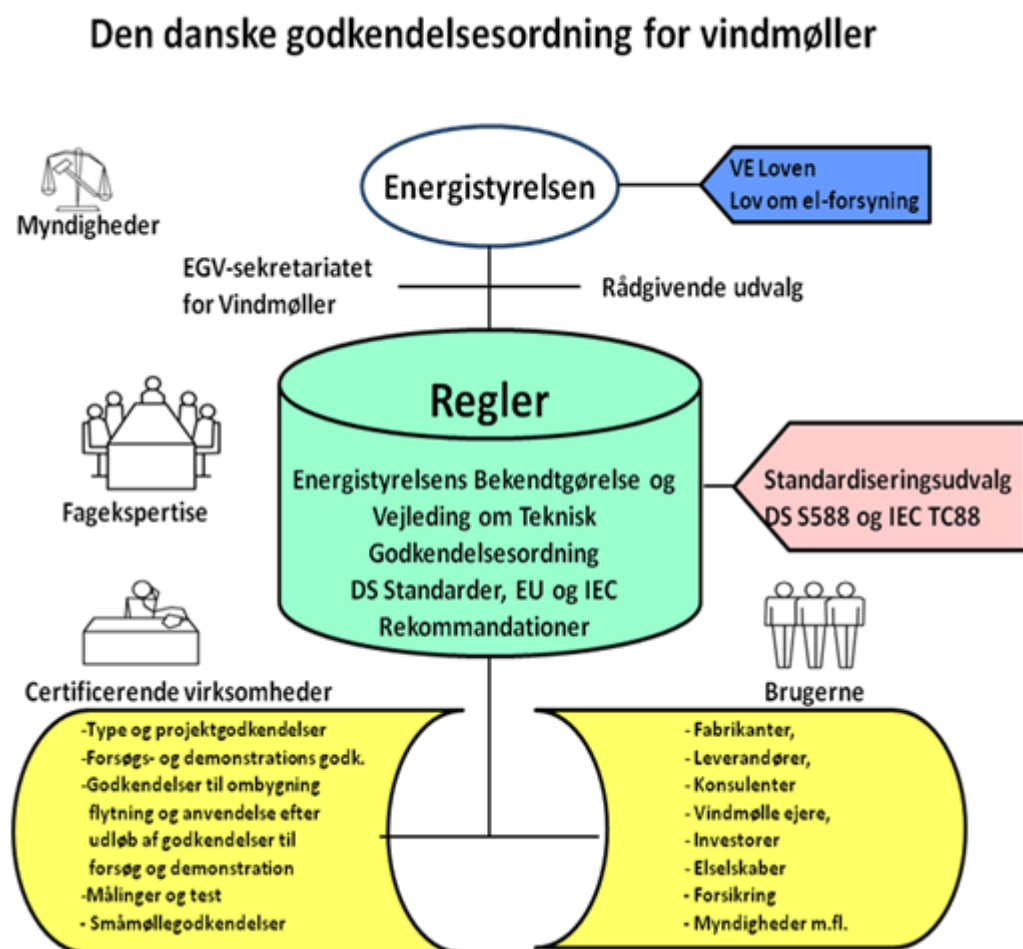 Den danske godkendelsesordning for vindmøller
Energistyrelsen
VE Loven
Lov om el-forsyning
Myndigheder
EGV-sekretariatet
for Vindmøller
Rådgivende udvalg
Regler
Energistyrelsens Bekendtgørelse og
Vejleding om Teknisk
Godkendelsesordning
DS Standarder, EU og IEC
Rekommandationer
Fagekspertise
Standardiseringsudvalg
DS S588 og IEC TC88
Certificerende virksomheder
-Type og projektgodkendelser
-Forsøgs- og demonstrations godk.
-Godkendelser til ombygning
flytning og anvendelse efter
udløb af godkendelser til
forsøg og demonstration
-Målinger og test
- Småmøllegodkendelser
Brugerne
- Fabrikanter,
- Leverandører,
- Konsulenter
- Vindmølle ejere,
- Investorer
- Elselskaber
- Forsikring
- Myndigheder m.fl.